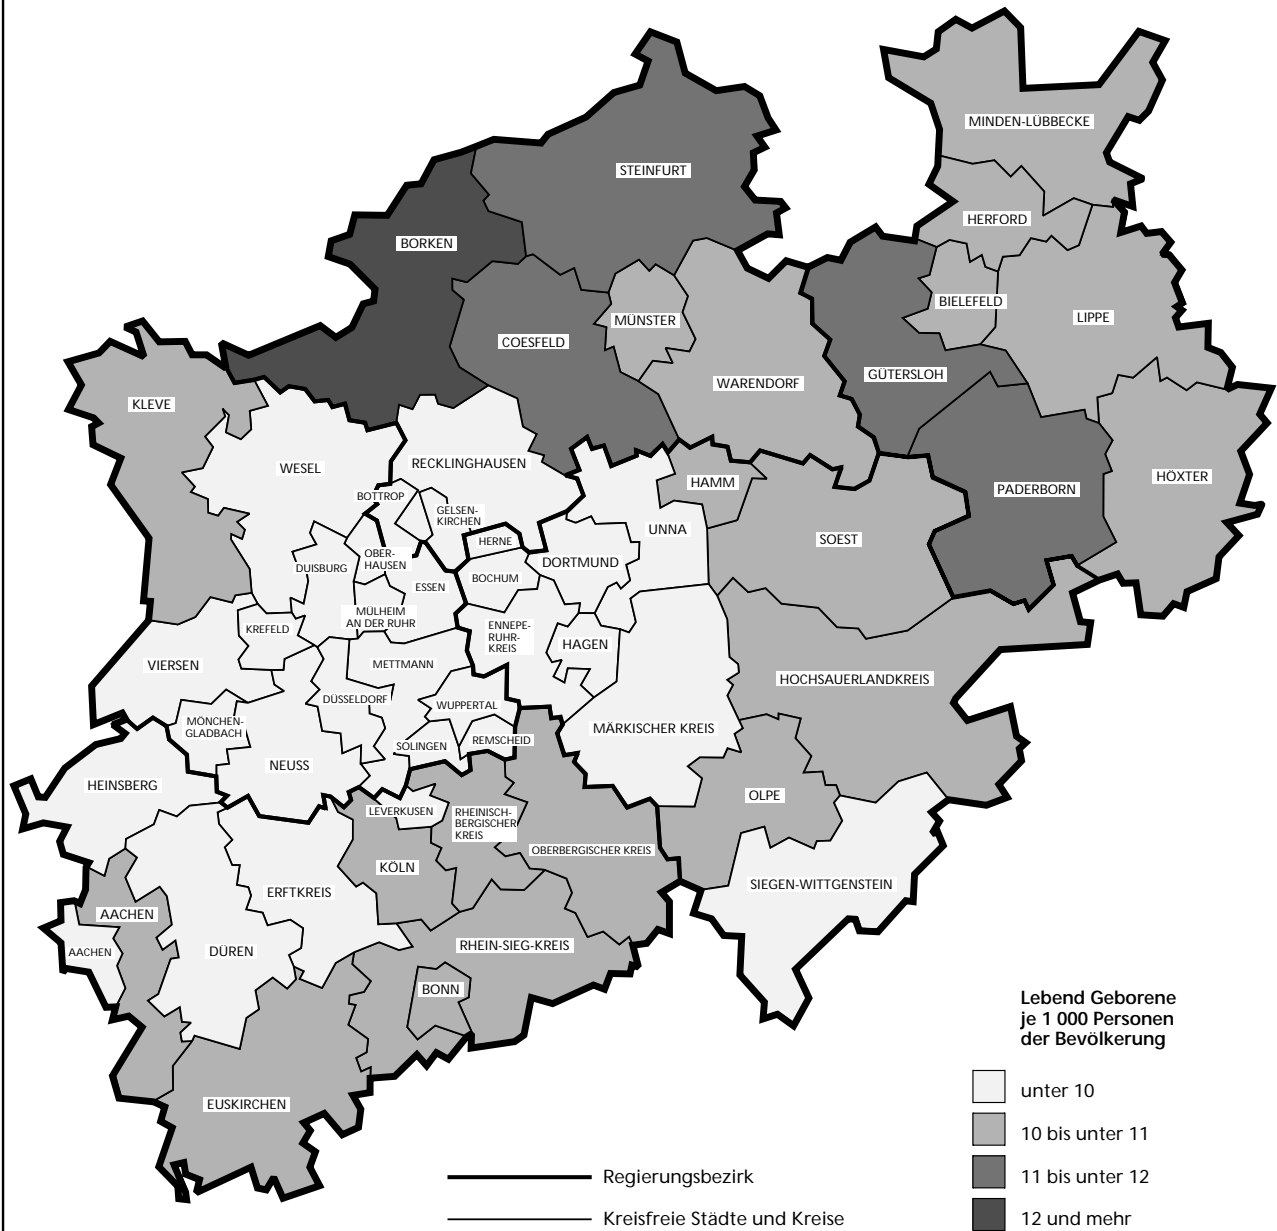 MINDEN-LÜBBECKE
STEINFURT
HERFORD
BORKEN
BIELEFELD
LIPPE
MÜNSTER
COESFELD
GÜTERSLOH
WARENDORF
KLEVE
WESEL
RECKLINGHAUSEN
HÖXTER
HAMM
PADERBORN
BOTTROP
GELSEN-
KIRCHEN
UNNA
SOEST
HERNE
DORTMUND
OBER-
HAUSEN
DUISBURG
BOCHUM
ESSEN
MÜLHEIM
AN DER RUHR
KREFELD
ENNEPE-
RUHR-
KREIS
HAGEN
VIERSEN
METTMANN
HOCHSAUERLANDKREIS
DÜSSELDORF
WUPPERTAL
MÖNCHEN-
GLADBACH
MÄRKISCHER KREIS
SOLINGEN
REMSCHEID
NEUSS
HEINSBERG
OLPE
LEVERKUSEN
RHEINISCH-
BERGISCHER
KREIS
OBERBERGISCHER KREIS
KÖLN
ERFTKREIS
SIEGEN-WITTGENSTEIN
AACHEN
AACHEN
DÜREN
RHEIN-SIEG-KREIS
BONN
EUSKIRCHEN
Lebend Geborene
je 1 000 Personen
der Bevölkerung
unter 10
10 bis unter 11
11 bis unter 12
12 und mehr
Regierungsbezirk
Kreisfreie Städte und Kreise